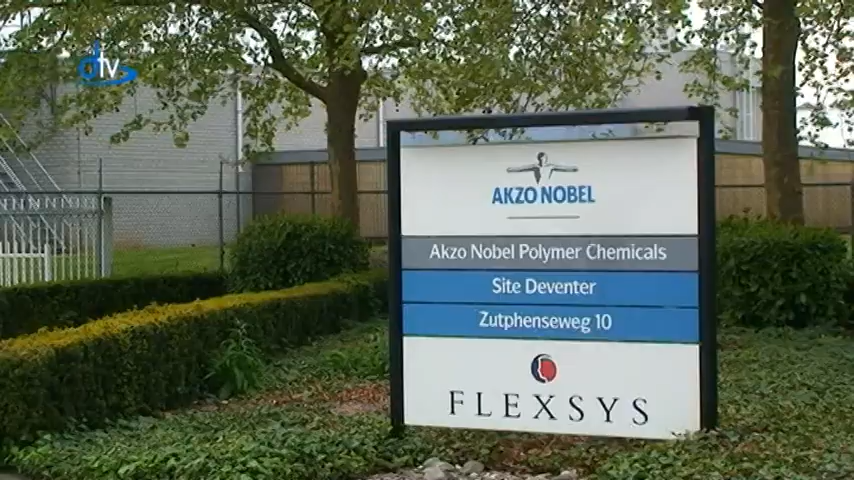 dtv
AKZO NOBEL
Akzo Nobel Polymer Chemicals
Site Deventer
Zutphenseweg 10
FLEXSYS